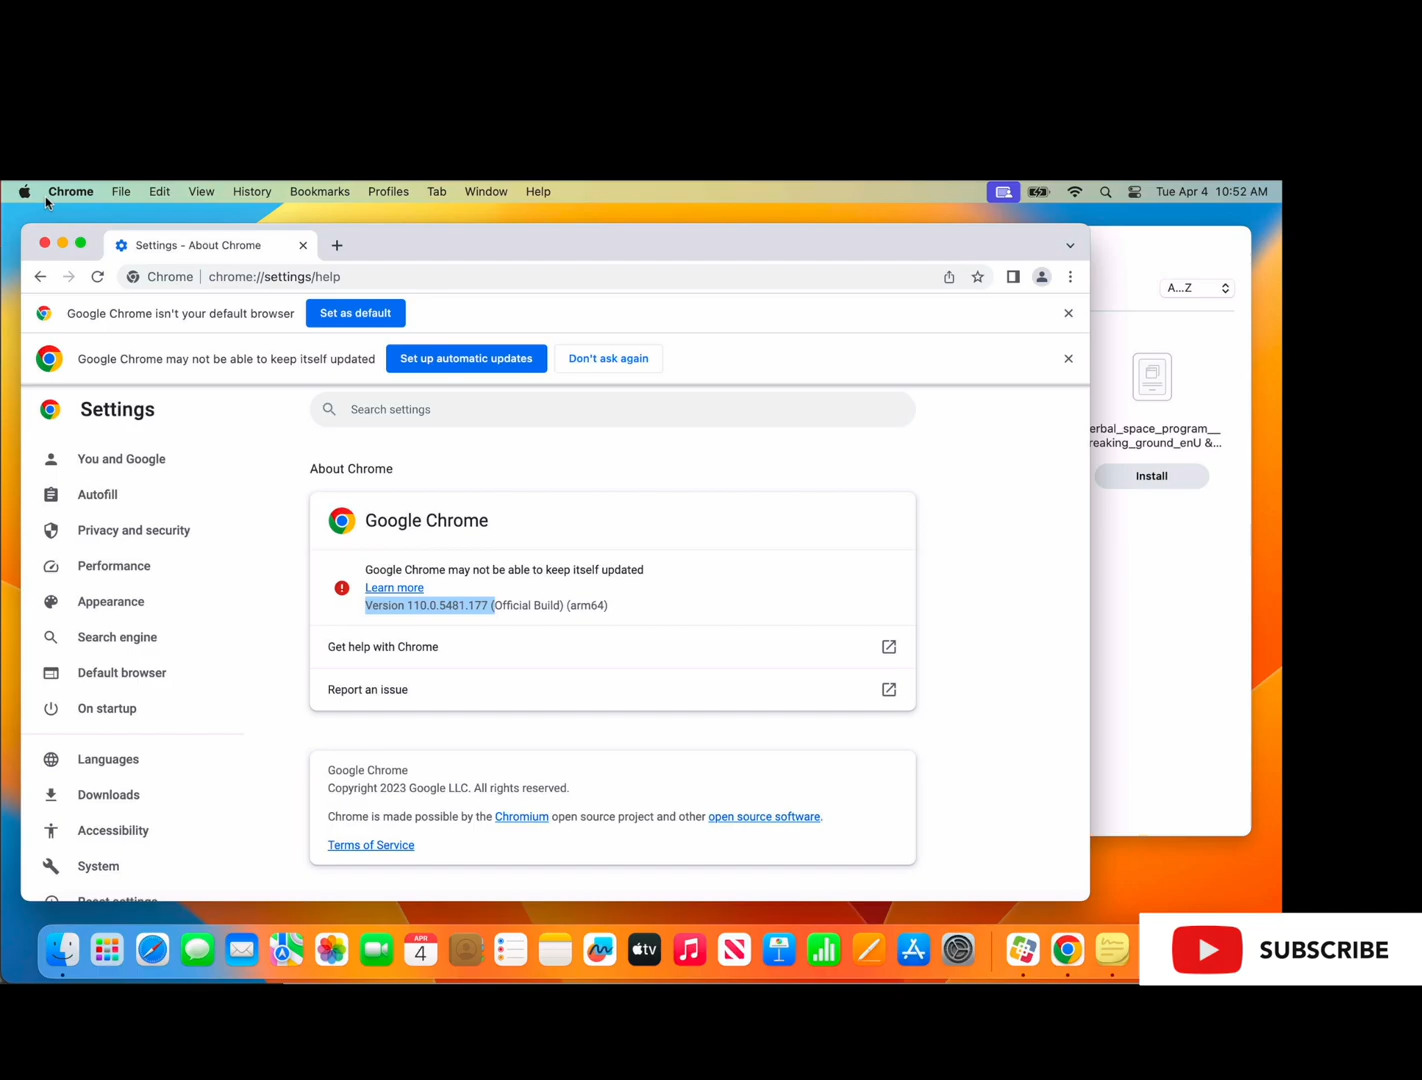 Chrome File Edit View History Bookmarks Profiles Tab Window Help Tue Apr 4 10:52 AM
Settings - About Chrome
Chrome chrome://settings/help
Google Chrome isn't your default browser Set as default
Google Chrome may not be able to keep itself updated Set up automatic updates Don't ask again
Settings
Search settings
You and Google
Autofill
Privacy and security
Performance
Appearance
Search engine
Default browser
On startup
Languages
Downloads
Accessibility
System
Reset settings
About Chrome
Google Chrome
Google Chrome may not be able to keep itself updated
Learn more
Version 110.0.5481.177 (Official Build) (arm64)
Get help with Chrome
Report an issue
Google Chrome
Copyright 2023 Google LLC. All rights reserved.
Chrome is made possible by the Chromium open source project and other open source software.
Terms of Service
A...Z
erbal_space_program__
reaking_ground_enU &...
Install
APR
4
tv
SUBSCRIBE